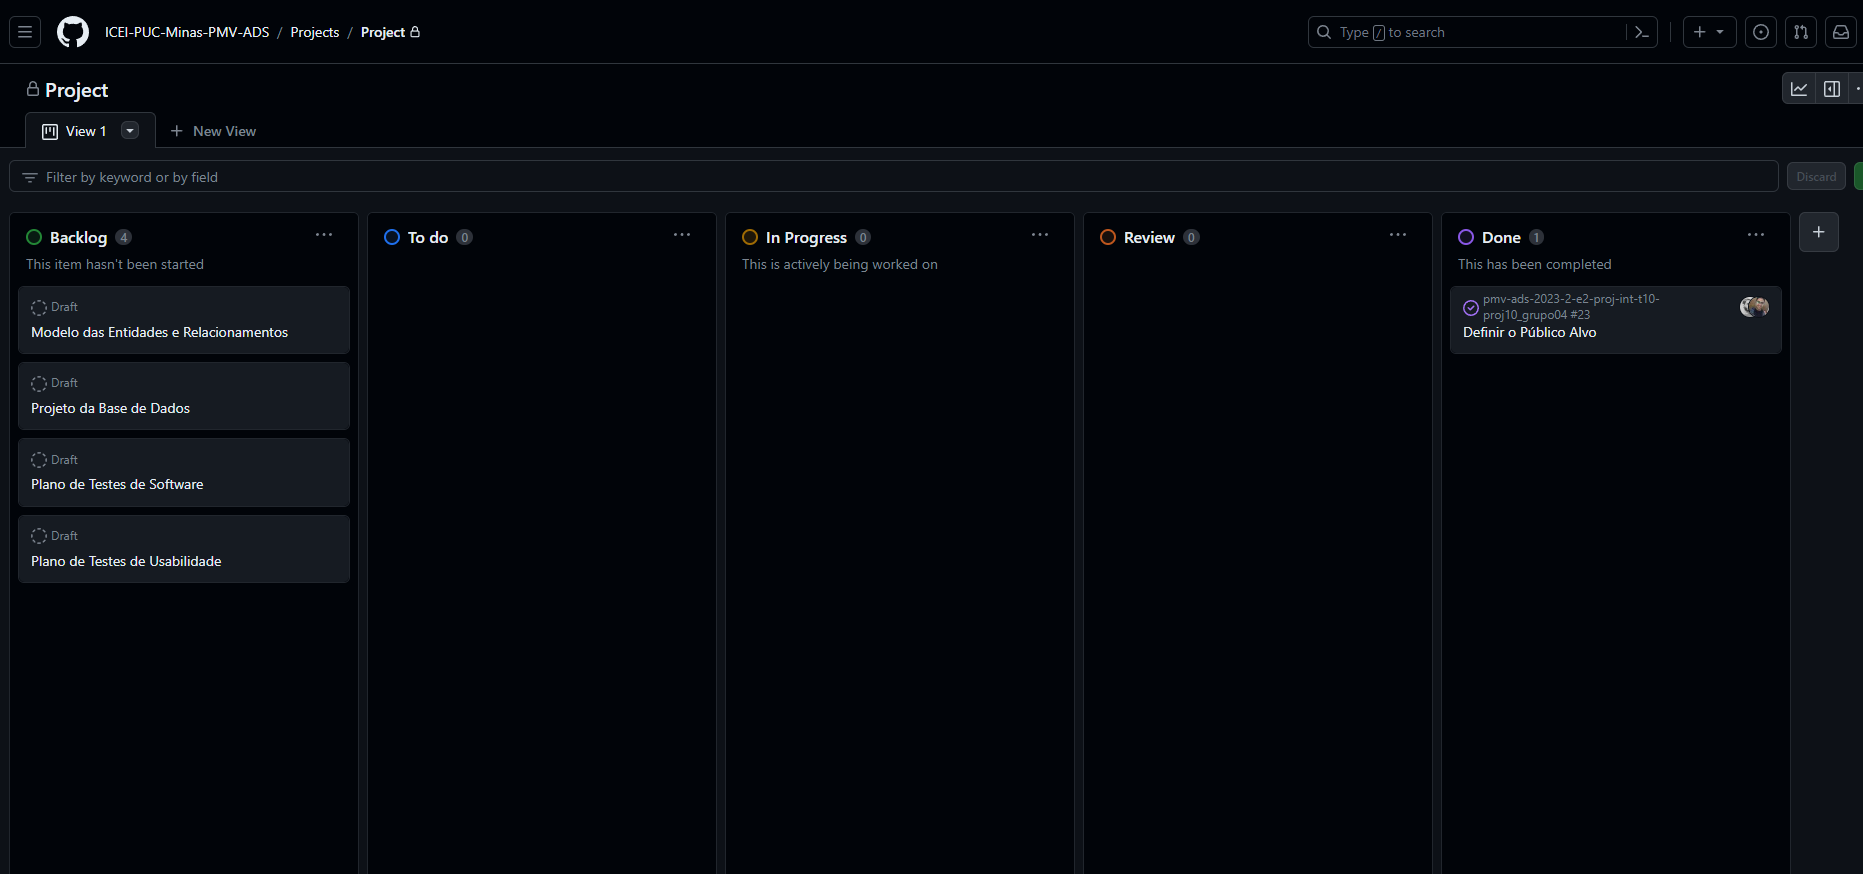 ICEI-PUC-Minas-PMV-ADS / Projects / Project
Type / to search
Project
View 1
New View
Filter by keyword or by field
Discard
Backlog 4
This item hasn't been started
Draft
Modelo das Entidades e Relacionamentos
Draft
Projeto da Base de Dados
Draft
Plano de Testes de Software
Draft
Plano de Testes de Usabilidade
To do 0
In Progress 0
This is actively being worked on
Review 0
Done 1
This has been completed
pmv-ads-2023-2-e2-proj-int-t10-
proj10_grupo04 #23
Definir o Público Alvo